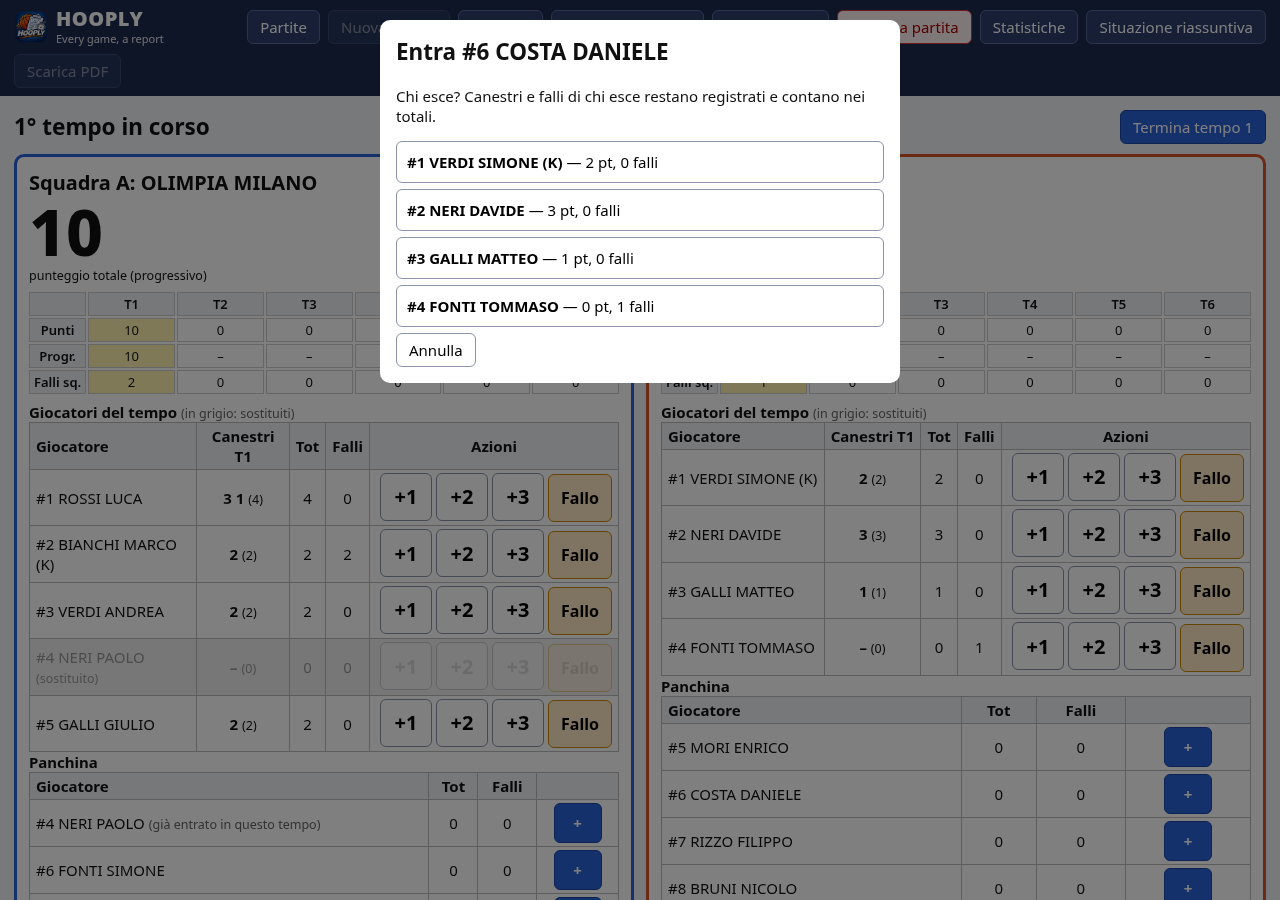 HOOPLY
Every game, a report
Partite
Nuov
a partita
Statistiche
Situazione riassuntiva
Scarica PDF
Entra #6 COSTA DANIELE
Chi esce? Canestri e falli di chi esce restano registrati e contano nei
totali.
#1 VERDI SIMONE (K) — 2 pt, 0 falli
#2 NERI DAVIDE — 3 pt, 0 falli
#3 GALLI MATTEO — 1 pt, 0 falli
#4 FONTI TOMMASO — 0 pt, 1 falli
Annulla
1° tempo in corso
Termina tempo 1
Squadra A: OLIMPIA MILANO
10
punteggio totale (progressivo)
T1 T2 T3
Punti 10 0 0
Progr. 10 – –
Falli sq. 2 0 0 0 0 0
Giocatori del tempo (in grigio: sostituiti)
Giocatore Canestri T1 Tot Falli Azioni
#1 ROSSI LUCA 3 1 (4) 4 0 +1 +2 +3 Fallo
#2 BIANCHI MARCO (K) 2 (2) 2 2 +1 +2 +3 Fallo
#3 VERDI ANDREA 2 (2) 2 0 +1 +2 +3 Fallo
#4 NERI PAOLO (sostituito) – (0) 0 0 +1 +2 +3 Fallo
#5 GALLI GIULIO 2 (2) 2 0 +1 +2 +3 Fallo
Panchina
Giocatore Tot Falli
#4 NERI PAOLO (già entrato in questo tempo) 0 0 +
#6 FONTI SIMONE 0 0 +
T3 T4 T5 T6
0 0 0 0
– – – –
Falli sq. 1 0 0 0 0 0
Giocatori del tempo (in grigio: sostituiti)
Giocatore Canestri T1 Tot Falli Azioni
#1 VERDI SIMONE (K) 2 (2) 2 0 +1 +2 +3 Fallo
#2 NERI DAVIDE 3 (3) 3 0 +1 +2 +3 Fallo
#3 GALLI MATTEO 1 (1) 1 0 +1 +2 +3 Fallo
#4 FONTI TOMMASO – (0) 0 1 +1 +2 +3 Fallo
Panchina
Giocatore Tot Falli
#5 MORI ENRICO 0 0 +
#6 COSTA DANIELE 0 0 +
#7 RIZZO FILIPPO 0 0 +
#8 BRUNI NICOLO 0 0 +